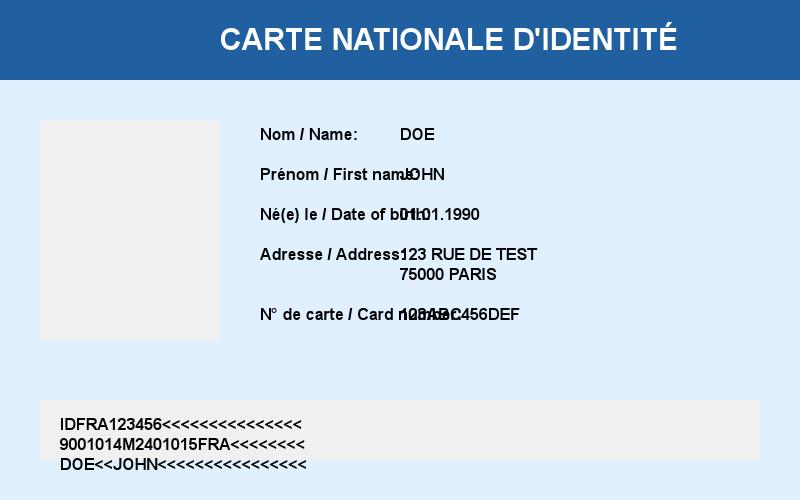 CARTE NATIONALE D'IDENTITÉ
Nom / Name: DOE
Prénom / First name: JOHN
Né(e) le / Date of birth: 01.01.1990
Adresse / Address: 123 RUE DE TEST
75000 PARIS
N° de carte / Card number: 123ABC456DEF
IDFRA123456<<<<<<<<<<<<<<<
9001014M2401015FRA<<<<<<<<
DOE<<JOHN<<<<<<<<<<<<<<<<